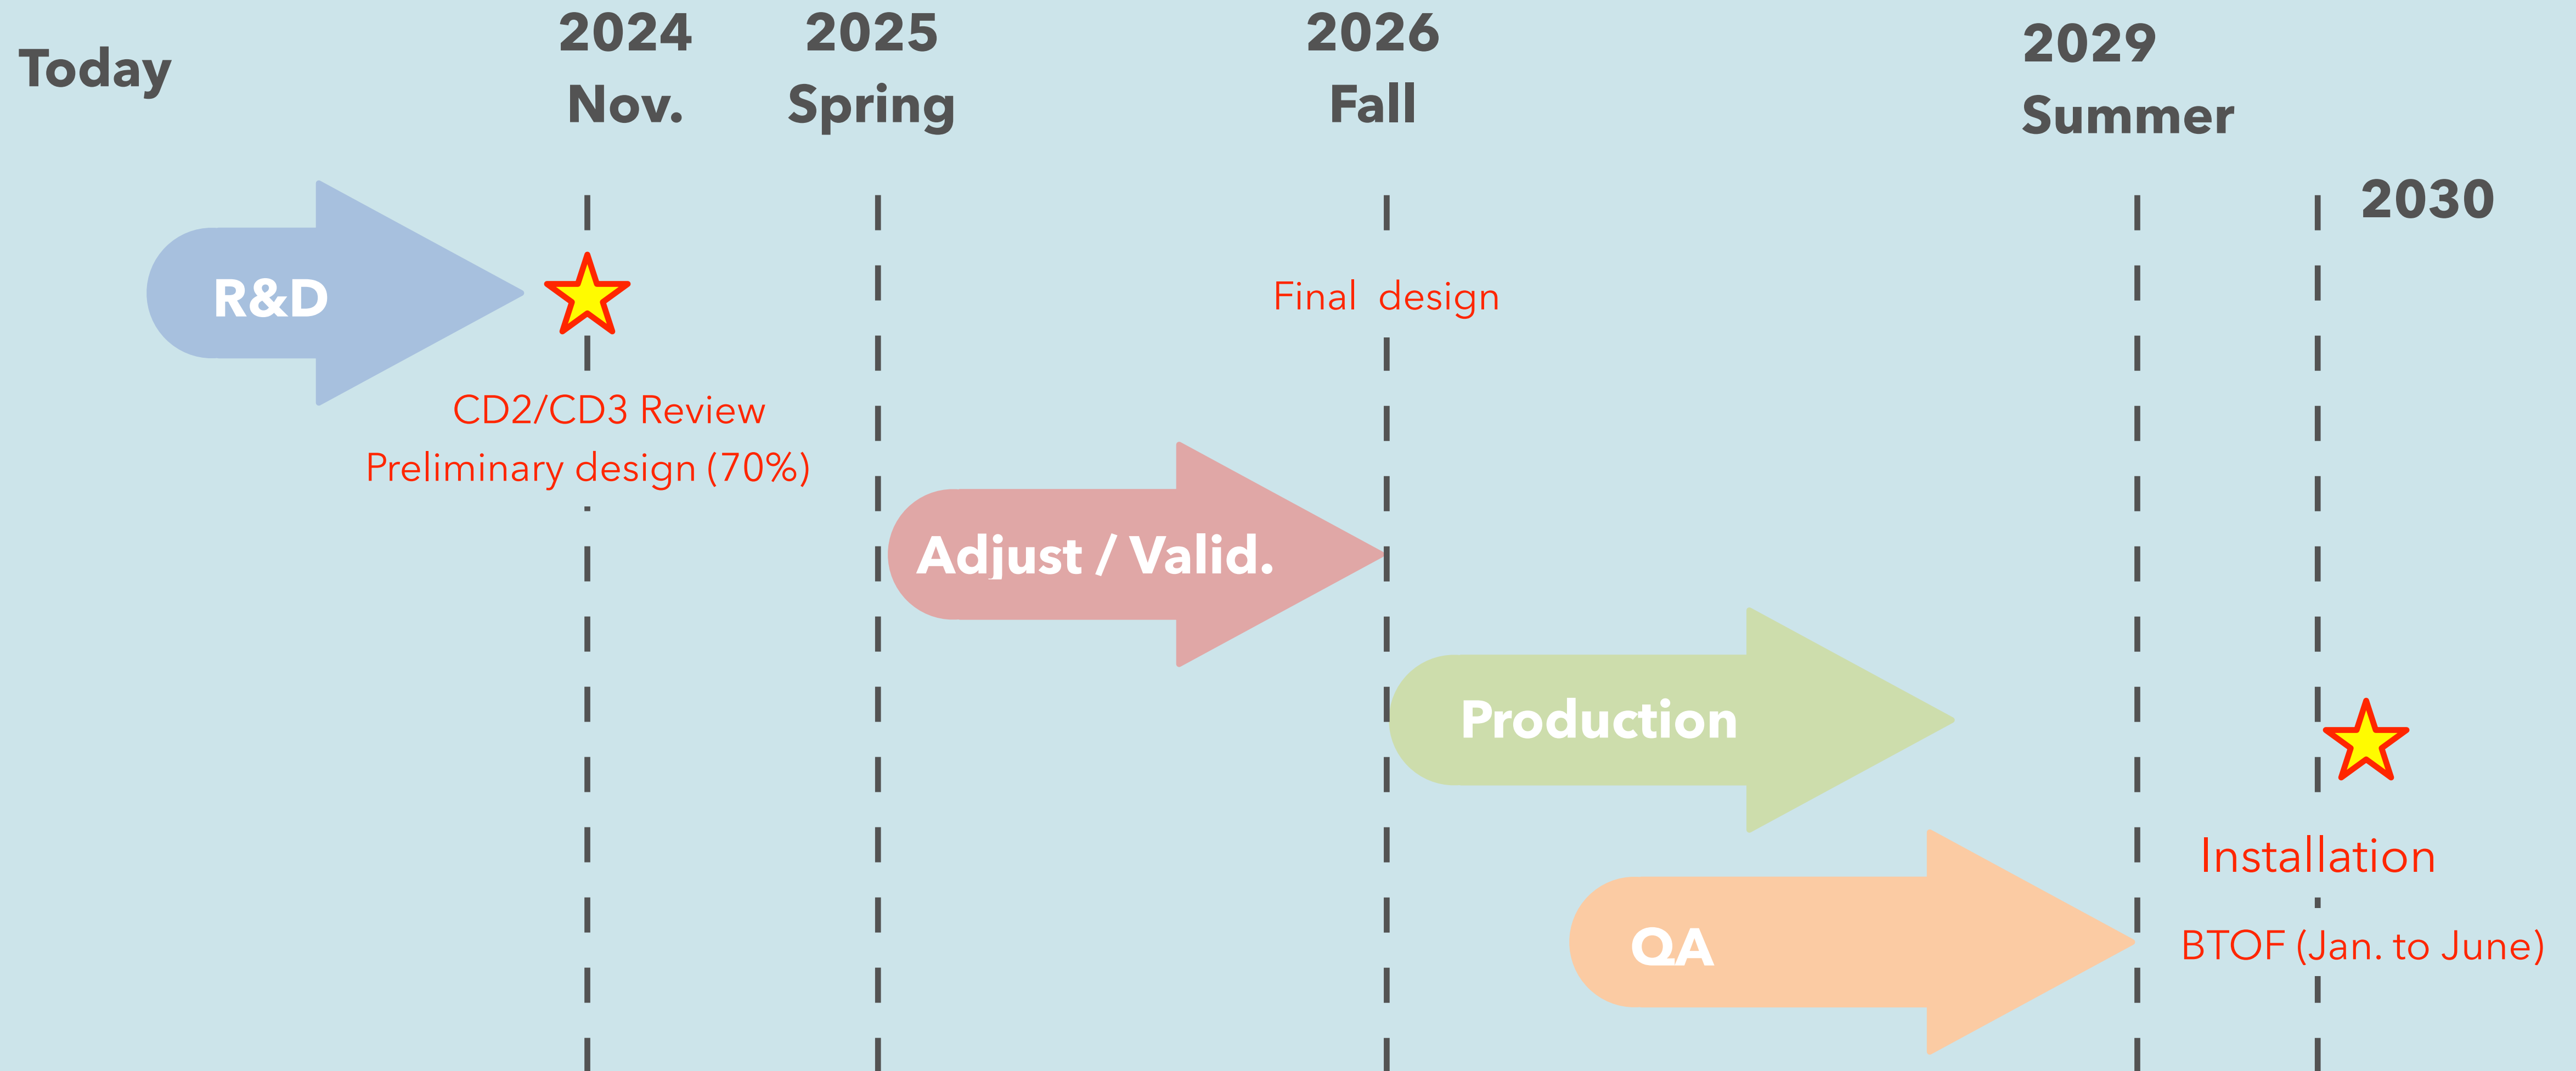 Today
2024
Nov.
2025
Spring
2026
Fall
2029
Summer
2030
R&D
Final design
CD2/CD3 Review
Preliminary design (70%)
Adjust / Valid.
Production
Installation
QA
BTOF (Jan. to June)